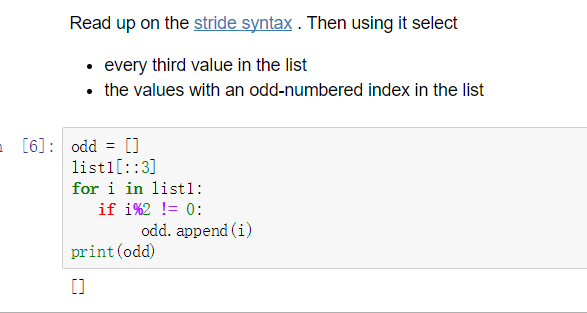 Read up on the stride syntax . Then using it select
• every third value in the list
• the values with an odd-numbered index in the list
[6]: odd = []
list1[::3]
for i in list1:
if i%2 != 0:
odd.append(i)
print(odd)
[]